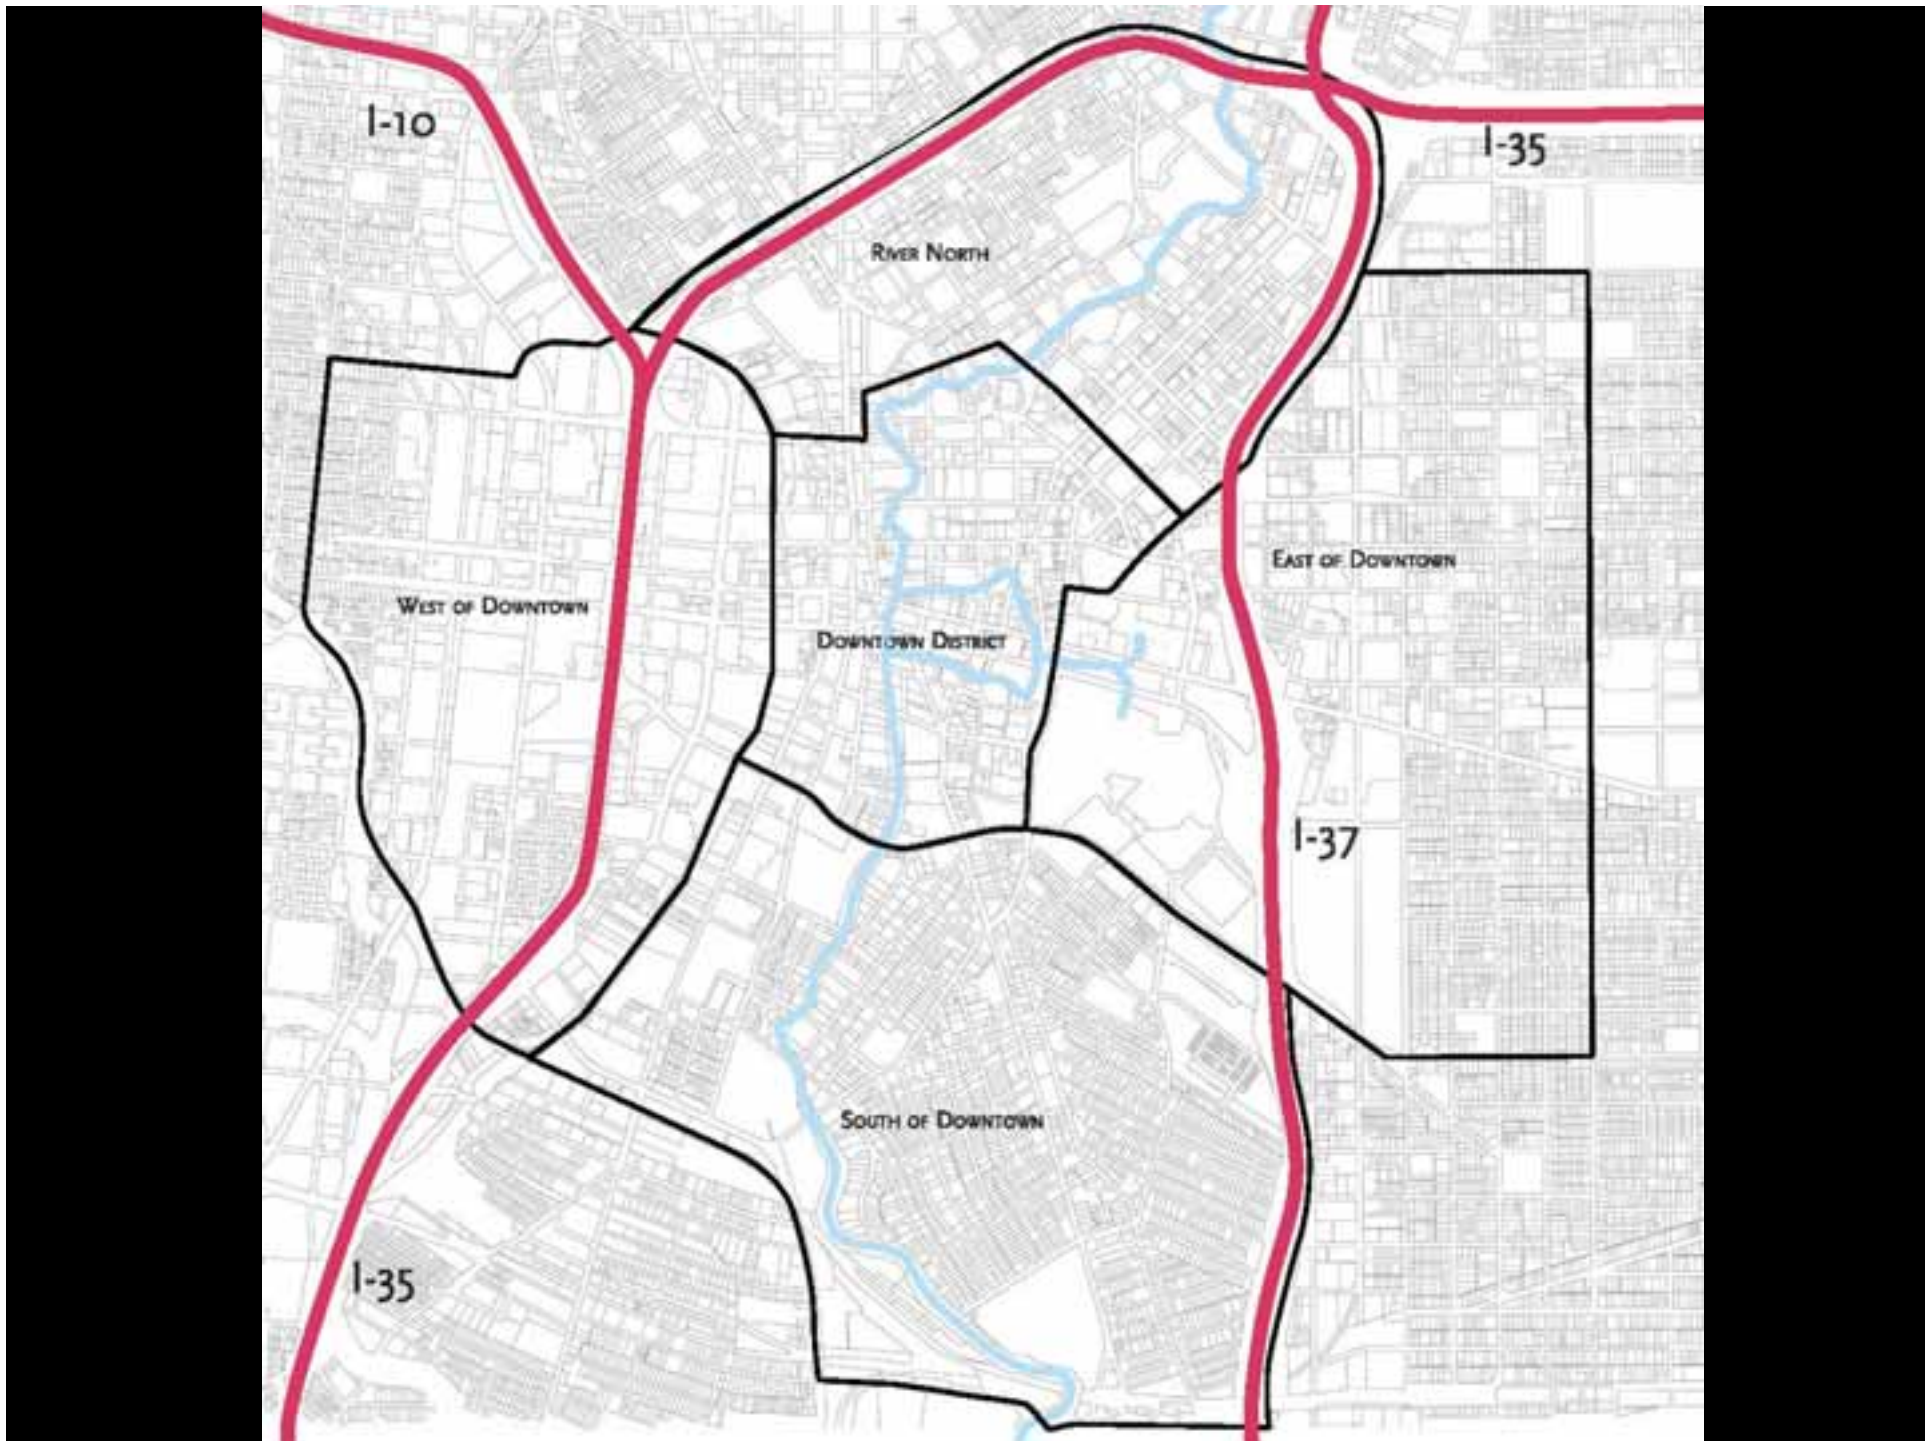 I-10
I-35
River North
East of Downtown
West of Downtown
Downtown District
I-37
South of Downtown
I-35